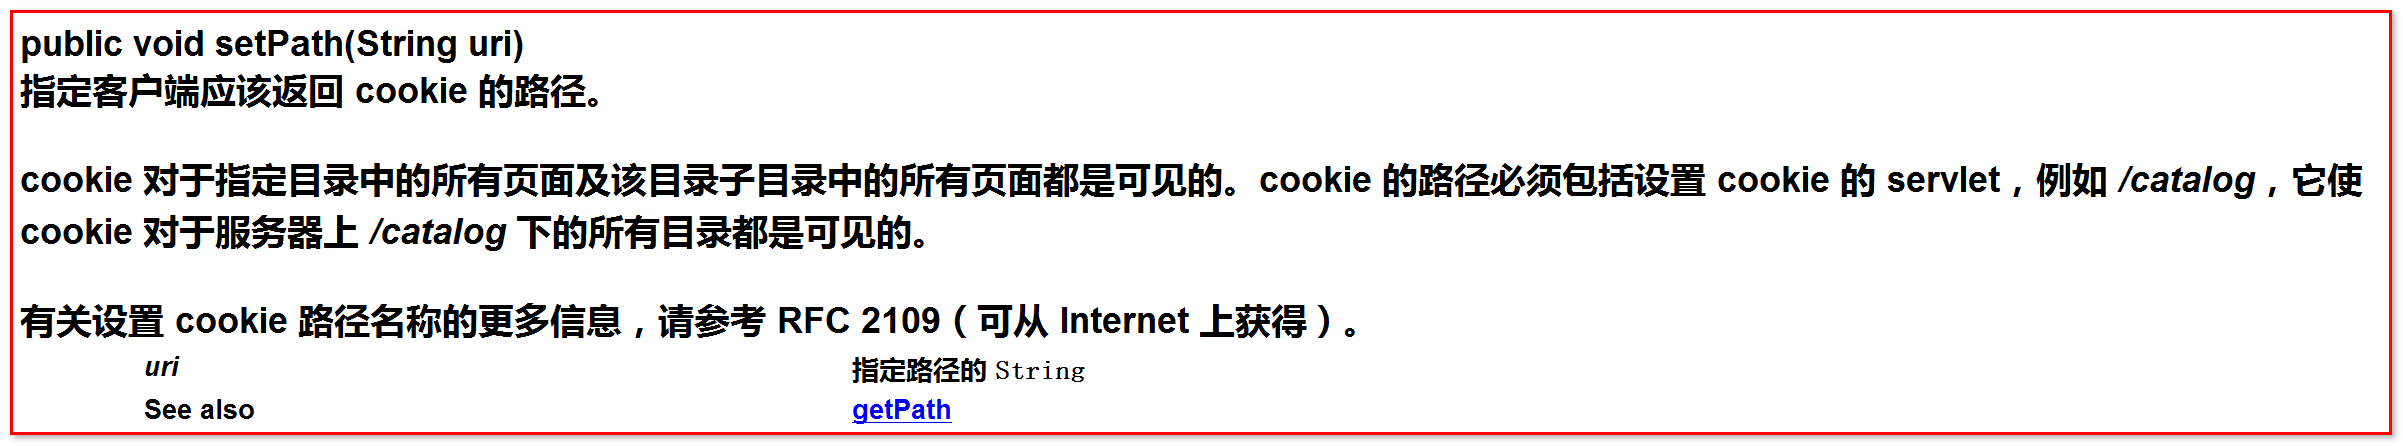 public void setPath(String uri)
指定客户端应该返回 cookie 的路径。
cookie 对于指定目录中的所有页面及该目录子目录中的所有页面都是可见的。cookie 的路径必须包括设置 cookie 的 servlet，例如 /catalog，它使
cookie 对于服务器上 /catalog 下的所有目录都是可见的。
有关设置 cookie 路径名称的更多信息，请参考 RFC 2109（可从 Internet 上获得）。
uri 指定路径的 String
See also getPath